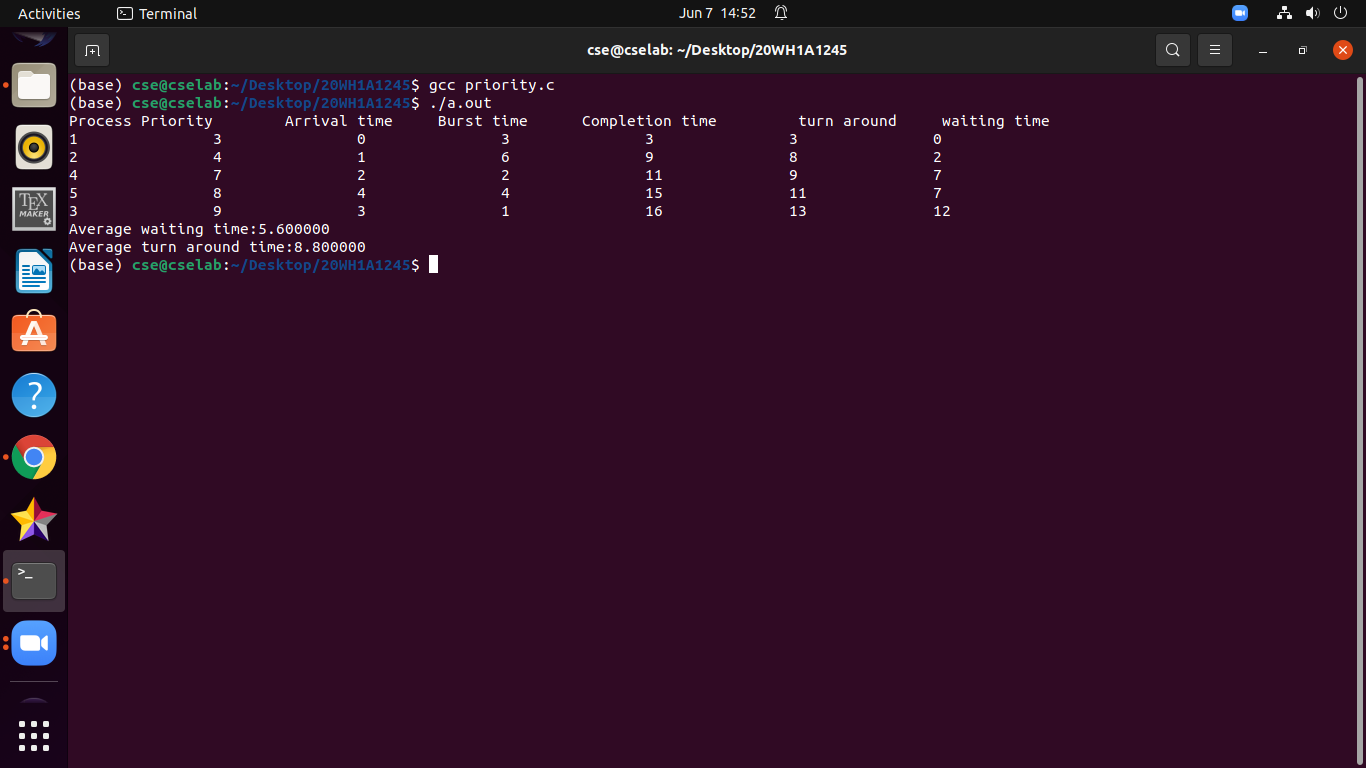 Activities Terminal Jun 7 14:52
cse@cselab: ~/Desktop/20WH1A1245
(base) cse@cselab:~/Desktop/20WH1A1245$ gcc priority.c
(base) cse@cselab:~/Desktop/20WH1A1245$ ./a.out
Process Priority Arrival time Burst time Completion time turn around waiting time
1 3 0 3 3 3 0
2 4 1 6 9 8 2
4 7 2 2 11 9 7
5 8 4 4 15 11 7
3 9 3 1 16 13 12
Average waiting time:5.600000
Average turn around time:8.800000
(base) cse@cselab:~/Desktop/20WH1A1245$
TEX
MAKER